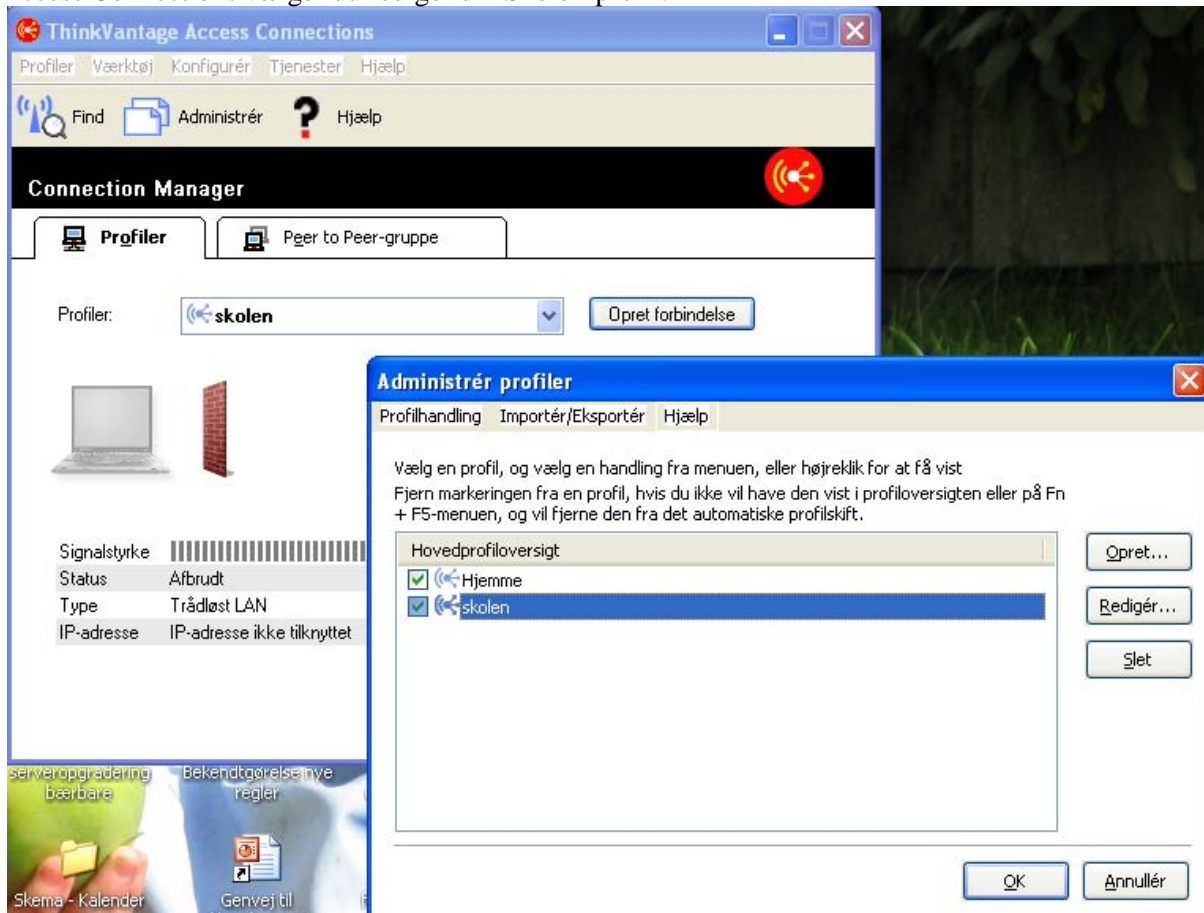 ThinkVantage Access Connections
Profiler Værktøj Konfigurér Tjenester Hjælp
Find Administrér ? Hjælp
Connection Manager
Profiler Peer to Peer-gruppe
Profiler: skolen Opret forbindelse
Administrér profiler
Profilhandling Importér/Eksportér Hjælp
Vælg en profil, og vælg en handling fra menuen, eller højreklik for at få vist
Fjern markeringen fra en profil, hvis du ikke vil have den vist i profiloversigten eller på Fn
+ F5-menuen, og vil fjerne den fra det automatiske profilskift.
Hovedprofiloversigt
Hjemme
skolen
Opret...
Redigér...
Slet
Signalstyrke
Status Afbrudt
Type Trådløst LAN
IP-adresse IP-adresse ikke tilknyttet
serveropgradering
bærbare
Bekendtgørelse nye
regler
Skema - Kalender
Genvej til
OK Annullér